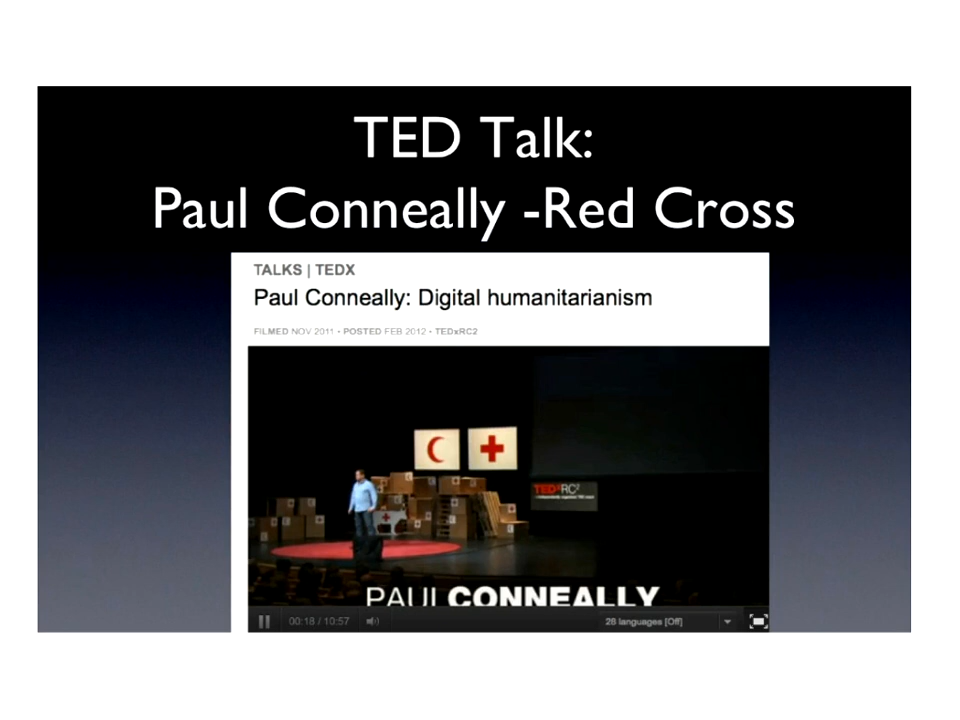 TED Talk:
Paul Conneally -Red Cross
TALKS | TEDX
Paul Conneally: Digital humanitarianism
FILMED NOV 2011 • POSTED FEB 2012 • TEDxRC2
TEDxRC²
PAUL CONNEALLY
00:18 / 10:57
28 languages [Off]